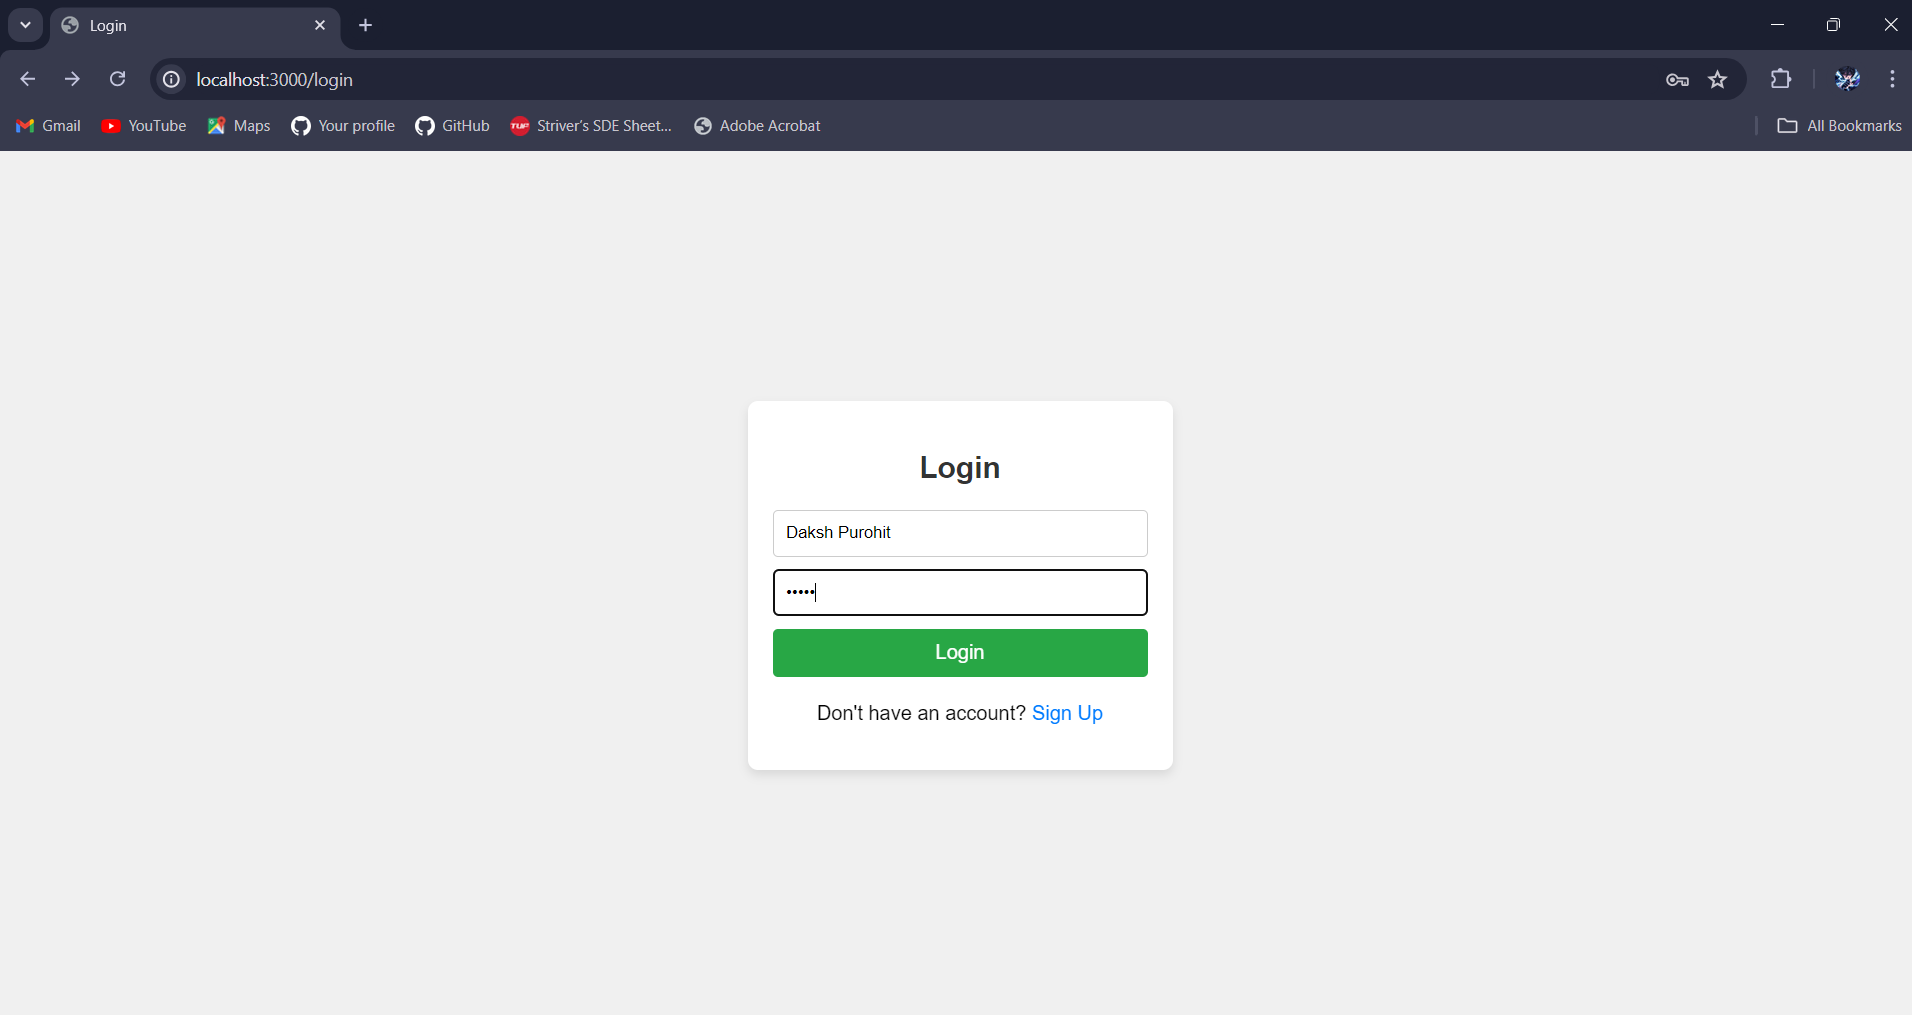 Login
localhost:3000/login
Gmail YouTube Maps Your profile GitHub TUF Striver's SDE Sheet... Adobe Acrobat All Bookmarks
Login
Daksh Purohit
•••••
Login
Don't have an account? Sign Up